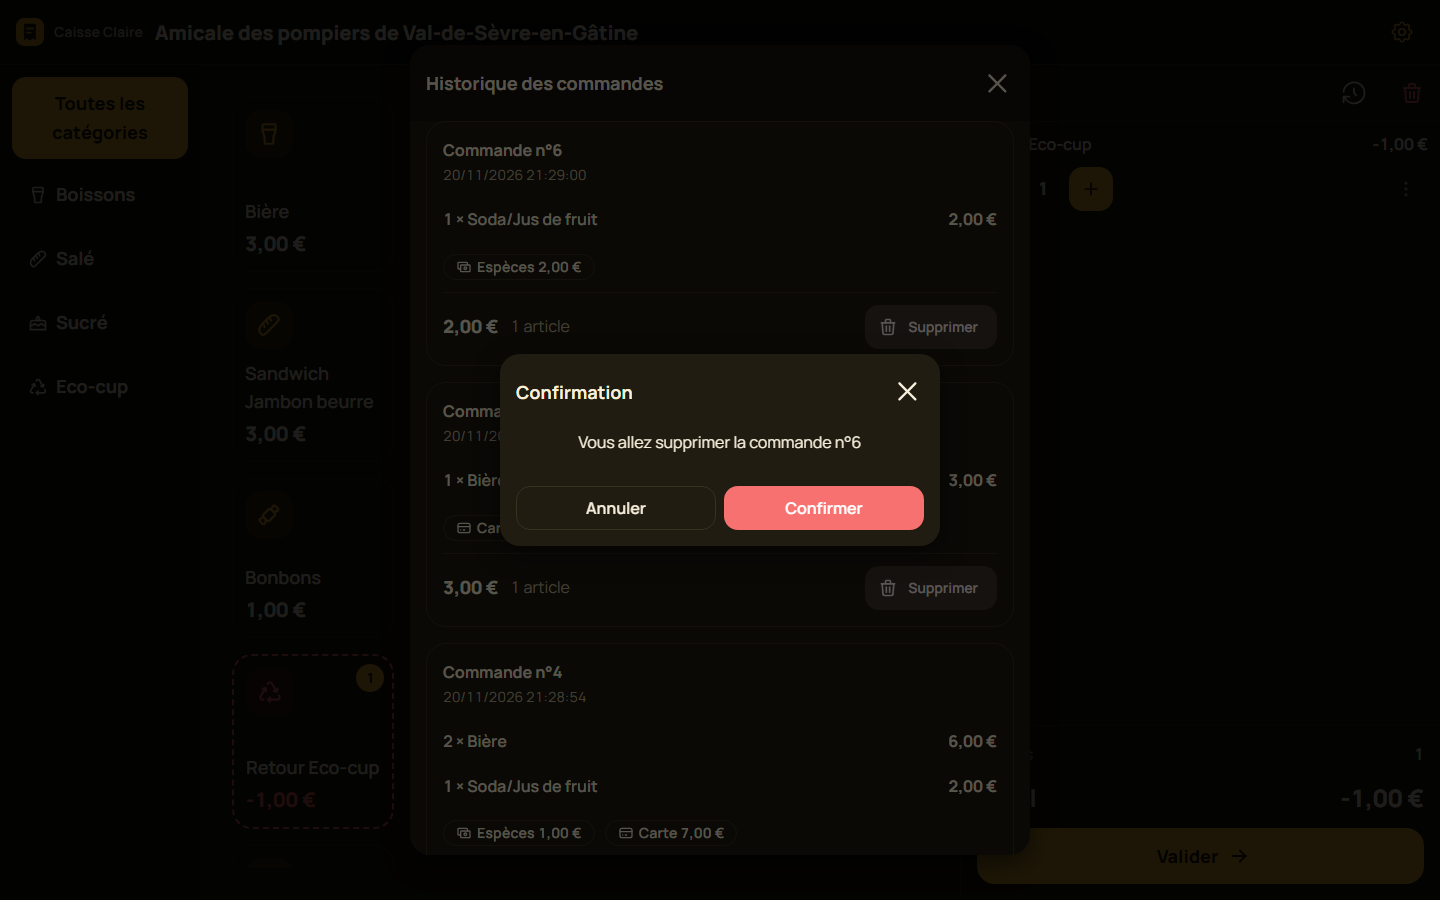 Caisse Claire
Amicale des pompiers de Val-de-Sèvre-en-Gâtine
Toutes les
catégories
Boissons
Salé
Sucré
Eco-cup
Bière
3,00 €
Sandwich
Jambon beurre
3,00 €
Bonbons
1,00 €
1
Retour Eco-cup
-1,00 €
Historique des commandes
Commande n°6
20/11/2026 21:29:00
1 × Soda/Jus de fruit 2,00 €
Espèces 2,00 €
2,00 € 1 article Supprimer
3,00 €
3,00 € 1 article Supprimer
Commande n°4
20/11/2026 21:28:54
2 × Bière 6,00 €
1 × Soda/Jus de fruit 2,00 €
Espèces 1,00 € Carte 7,00 €
Confirmation
Vous allez supprimer la commande n°6
Annuler Confirmer
Eco-cup -1,00 €
1 +
1
-1,00 €
Valider